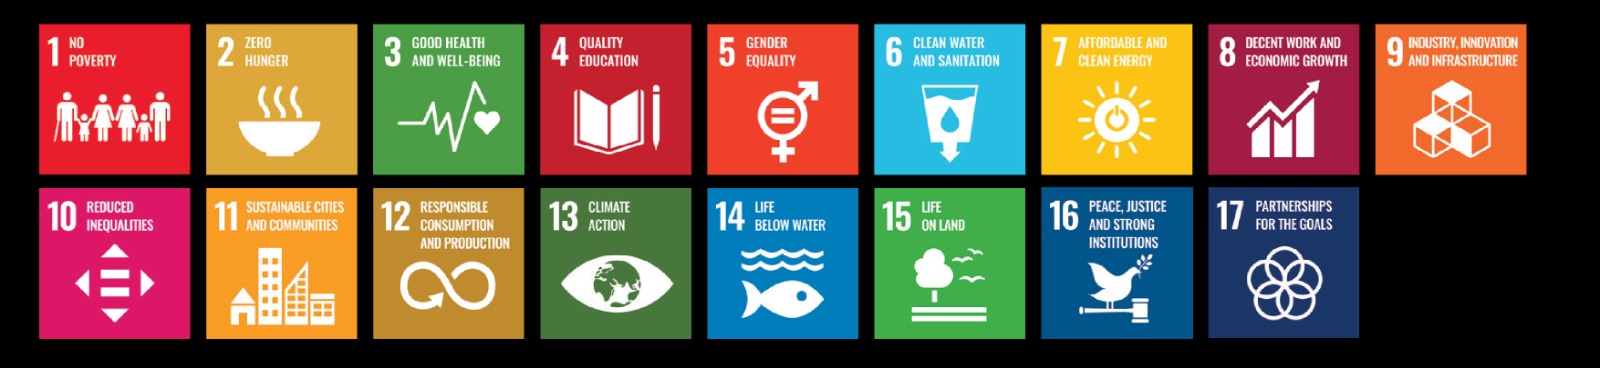 1 NO
POVERTY
2 ZERO
HUNGER
3 GOOD HEALTH
AND WELL-BEING
4 QUALITY
EDUCATION
5 GENDER
EQUALITY
6 CLEAN WATER
AND SANITATION
7 AFFORDABLE AND
CLEAN ENERGY
8 DECENT WORK AND
ECONOMIC GROWTH
9 INDUSTRY, INNOVATION
AND INFRASTRUCTURE
10 REDUCED
INEQUALITIES
11 SUSTAINABLE CITIES
AND COMMUNITIES
12 RESPONSIBLE
CONSUMPTION
AND PRODUCTION
13 CLIMATE
ACTION
14 LIFE
BELOW WATER
15 LIFE
ON LAND
16 PEACE, JUSTICE
AND STRONG
INSTITUTIONS
17 PARTNERSHIPS
FOR THE GOALS